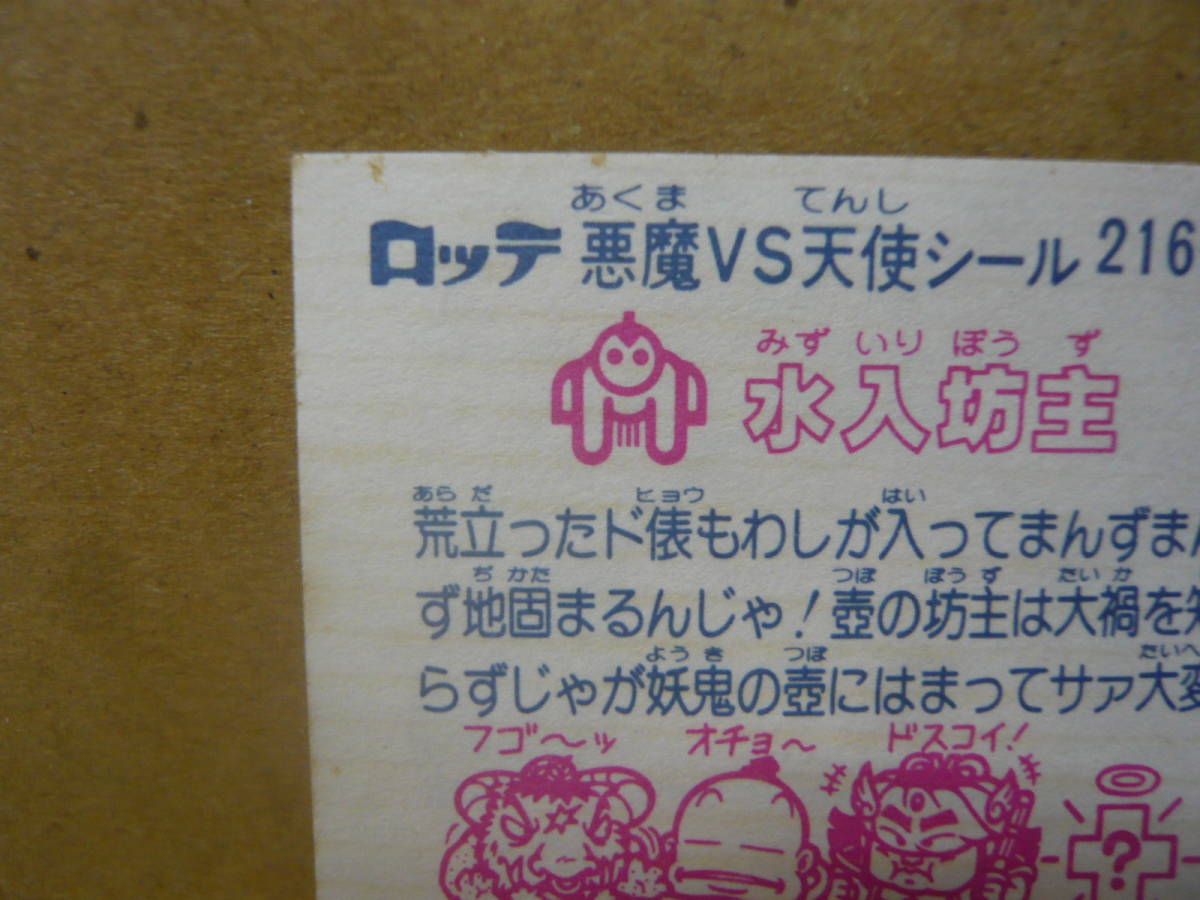 あくま てんし
ロッテ 悪魔VS天使シール 216
みず いり ぼう ず
水入坊主
あら だ ヒョウ はい
荒立ったド俵もわしが入ってまんずまん
ぢ かた つぼ ぼう ず たい か
ず地固まるんじゃ!壺の坊主は大禍を知
よう き つぼ たいへ
らずじゃが妖鬼の壺にはまってサァ大変
フゴ〜ッ オチョ〜 ドスコイ!
?